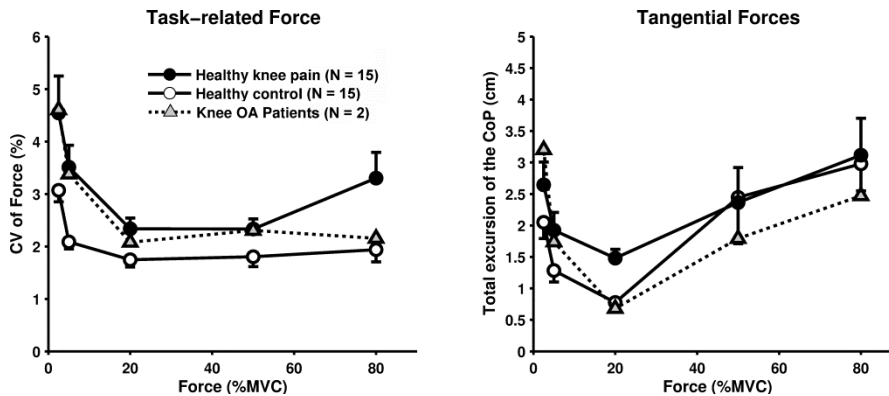 Task-related Force
6
5
4
3
2
1
0
CV of Force (%)
Healthy knee pain (N = 15)
Healthy control (N = 15)
Knee OA Patients (N = 2)
0 20 40 60 80
Force (%MVC)
Tangential Forces
5
4.5
4
3.5
3
2.5
2
1.5
1
0.5
0
Total excursion of the CoP (cm)
0 20 40 60 80
Force (%MVC)